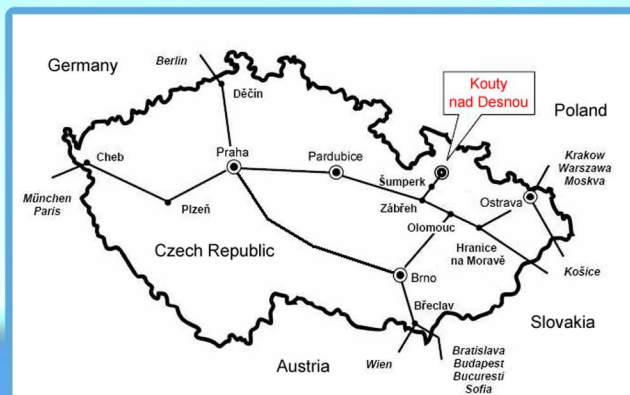 Berlin
Germany
Děčín
Kouty
nad Desnou
Poland
Cheb
Praha
Pardubice
Krakow
Warszawa
Moskva
Šumperk
München
Paris
Plzeň
Zábřeh
Ostrava
Olomouc
Czech Republic
Hranice
na Moravě
Košice
Brno
Břeclav
Slovakia
Austria
Wien
Bratislava
Budapest
Bucuresti
Sofia